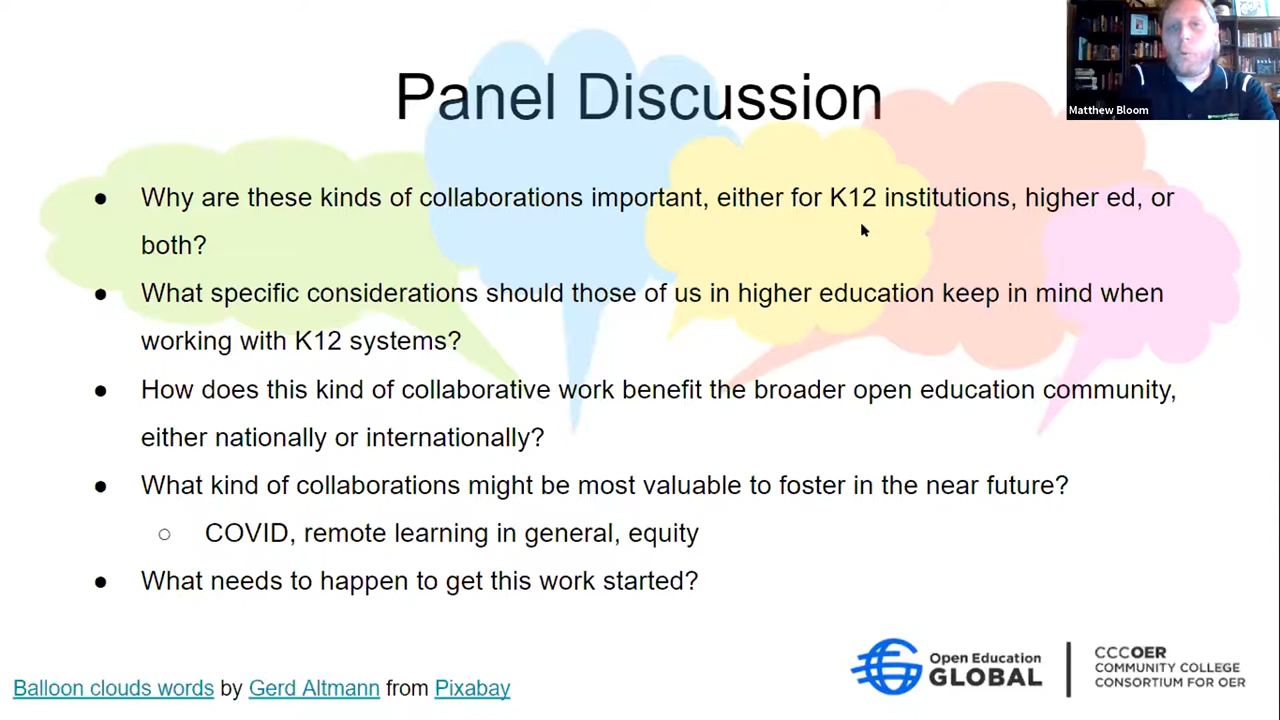 Panel Discussion
Matthew Bloom
● Why are these kinds of collaborations important, either for K12 institutions, higher ed, or
both?
● What specific considerations should those of us in higher education keep in mind when
working with K12 systems?
● How does this kind of collaborative work benefit the broader open education community,
either nationally or internationally?
● What kind of collaborations might be most valuable to foster in the near future?
○ COVID, remote learning in general, equity
● What needs to happen to get this work started?
Balloon clouds words by Gerd Altmann from Pixabay
Open Education
GLOBAL
CCCOER
COMMUNITY COLLEGE
CONSORTIUM FOR OER